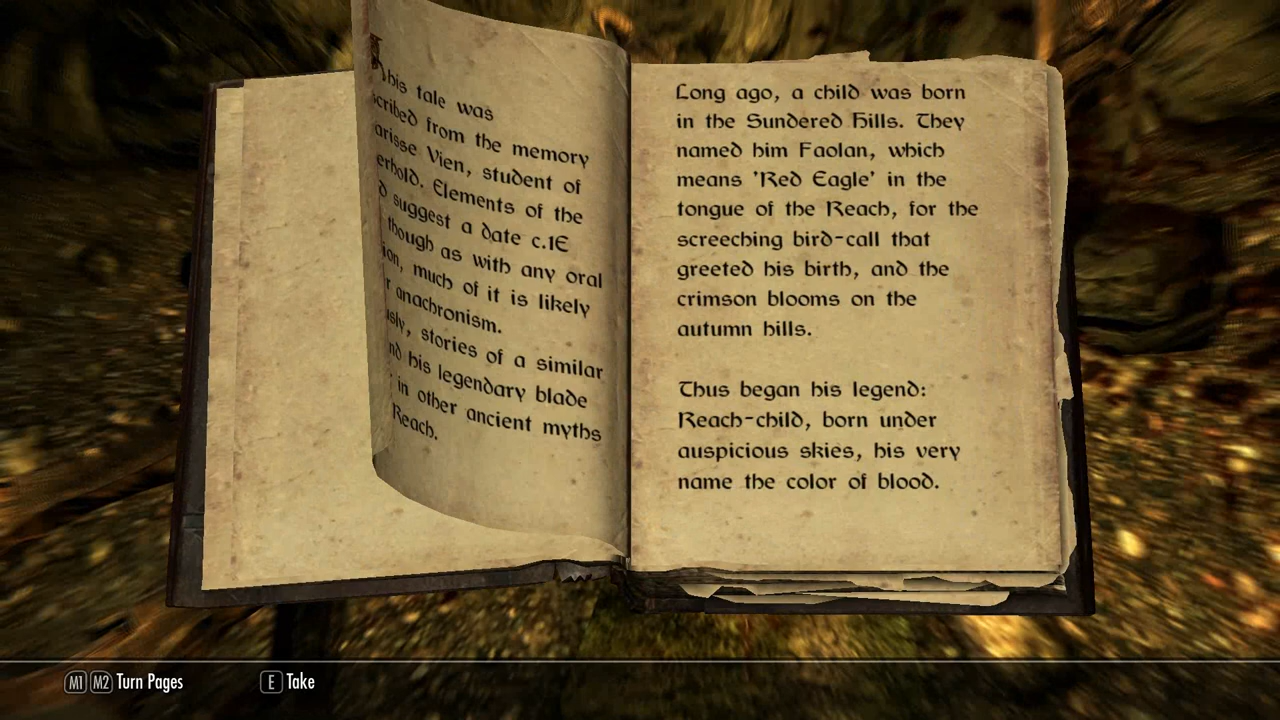 his tale was
scribed from the memory
arisse Vien, student of
erhold. Elements of the
d suggest a date c.1E
though as with any oral
ion, much of it is likely
r anachronism.
usly, stories of a similar
nd his legendary blade
in other ancient myths
Reach.
Long ago, a child was born
in the Sundered Hills. They
named him Faolan, which
means 'Red Eagle' in the
tongue of the Reach, for the
screeching bird-call that
greeted his birth, and the
crimson blooms on the
autumn hills.
Thus began his legend:
Reach-child, born under
auspicious skies, his very
name the color of blood.
M1 M2 Turn Pages
E Take